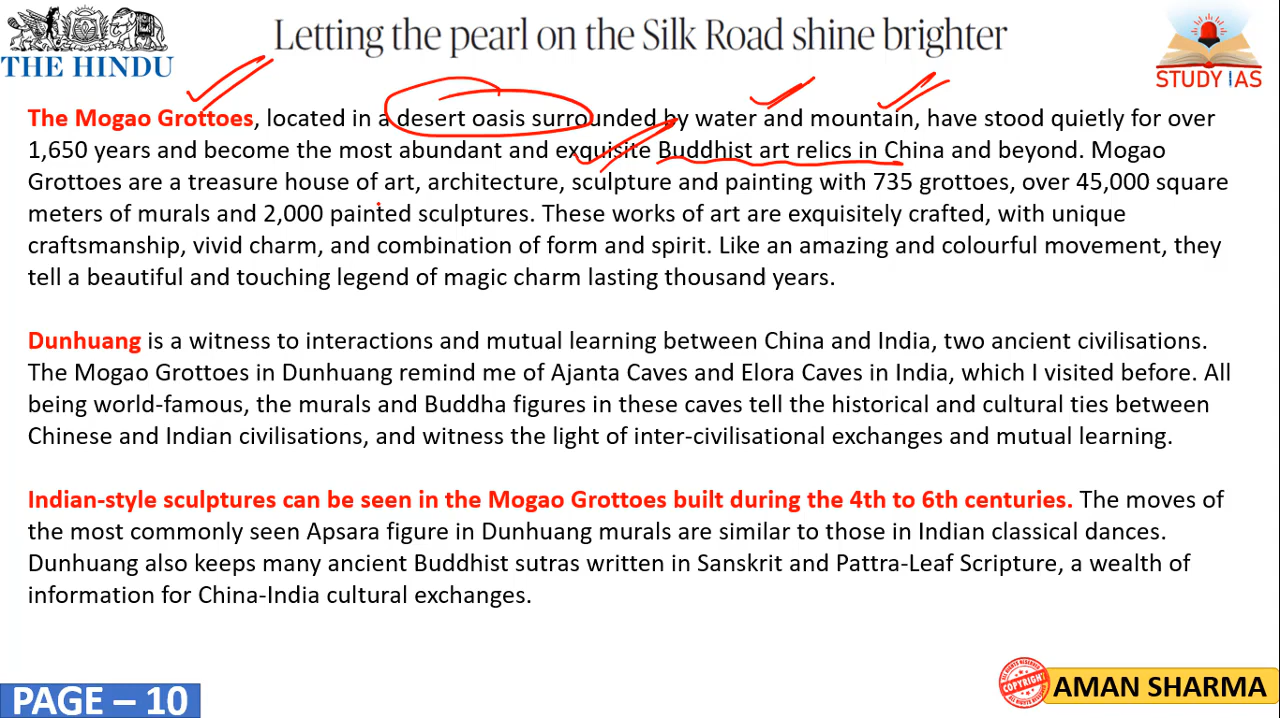 Letting the pearl on the Silk Road shine brighter
THE HINDU
STUDY IAS
The Mogao Grottoes, located in a desert oasis surrounded by water and mountain, have stood quietly for over
1,650 years and become the most abundant and exquisite Buddhist art relics in China and beyond. Mogao
Grottoes are a treasure house of art, architecture, sculpture and painting with 735 grottoes, over 45,000 square
meters of murals and 2,000 painted sculptures. These works of art are exquisitely crafted, with unique
craftsmanship, vivid charm, and combination of form and spirit. Like an amazing and colourful movement, they
tell a beautiful and touching legend of magic charm lasting thousand years.
Dunhuang is a witness to interactions and mutual learning between China and India, two ancient civilisations.
The Mogao Grottoes in Dunhuang remind me of Ajanta Caves and Elora Caves in India, which I visited before. All
being world-famous, the murals and Buddha figures in these caves tell the historical and cultural ties between
Chinese and Indian civilisations, and witness the light of inter-civilisational exchanges and mutual learning.
Indian-style sculptures can be seen in the Mogao Grottoes built during the 4th to 6th centuries. The moves of
the most commonly seen Apsara figure in Dunhuang murals are similar to those in Indian classical dances.
Dunhuang also keeps many ancient Buddhist sutras written in Sanskrit and Pattra-Leaf Scripture, a wealth of
information for China-India cultural exchanges.
PAGE – 10
COPYRIGHT
AMAN SHARMA